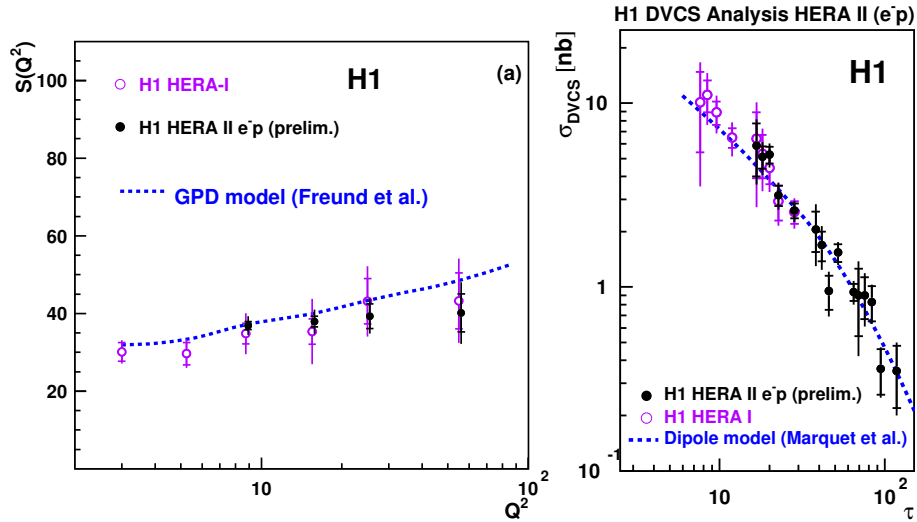 S(Q²)
100
80
60
40
20
H1
(a)
H1 HERA-I
H1 HERA II e⁻p (prelim.)
GPD model (Freund et al.)
10
10²
Q²
H1 DVCS Analysis HERA II (e⁻p)
σDVCS [nb]
H1
10
1
10⁻¹
H1 HERA II e⁻p (prelim.)
H1 HERA I
Dipole model (Marquet et al.)
10
10²
τ